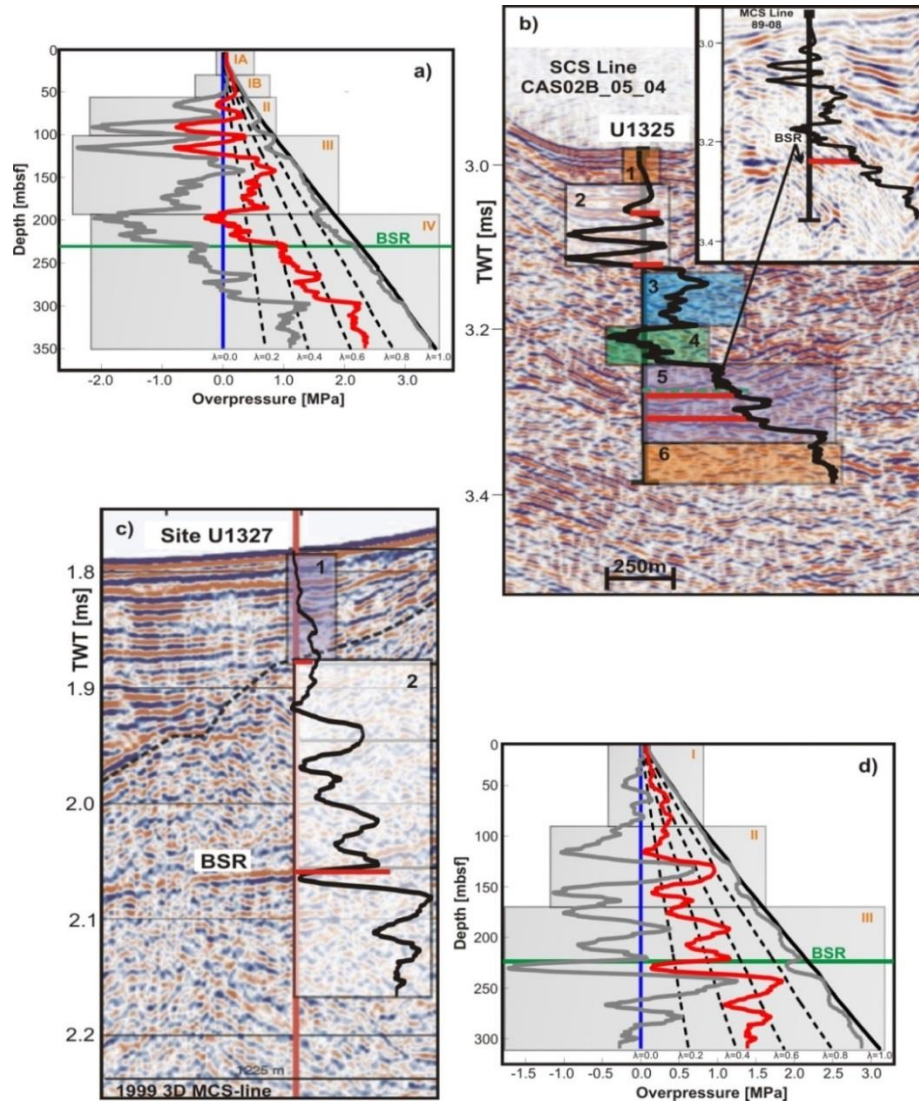 a)
0
50
100
150
200
250
300
350
Depth [mbsf]
IA
IB
II
III
IV
BSR
λ=0.0 λ=0.2 λ=0.4 λ=0.6 λ=0.8 λ=1.0
-2.0 -1.0 0.0 1.0 2.0 3.0
Overpressure [MPa]
b)
SCS Line
CAS02B_05_04
U1325
MCS Line
89-08
3.0
3.2
3.4
BSR
TWT [ms]
3.0
3.2
3.4
1
2
3
4
5
6
250m
c)
Site U1327
TWT [ms]
1.8
1.9
2.0
2.1
2.2
1
2
BSR
1225 m
1999 3D MCS-line
d)
0
50
100
150
200
250
300
Depth [mbsf]
I
II
III
BSR
λ=0.0 λ=0.2 λ=0.4 λ=0.6 λ=0.8 λ=1.0
-1.5 -1.0 -0.5 0.0 0.5 1.0 1.5 2.0 2.5 3.0
Overpressure [MPa]